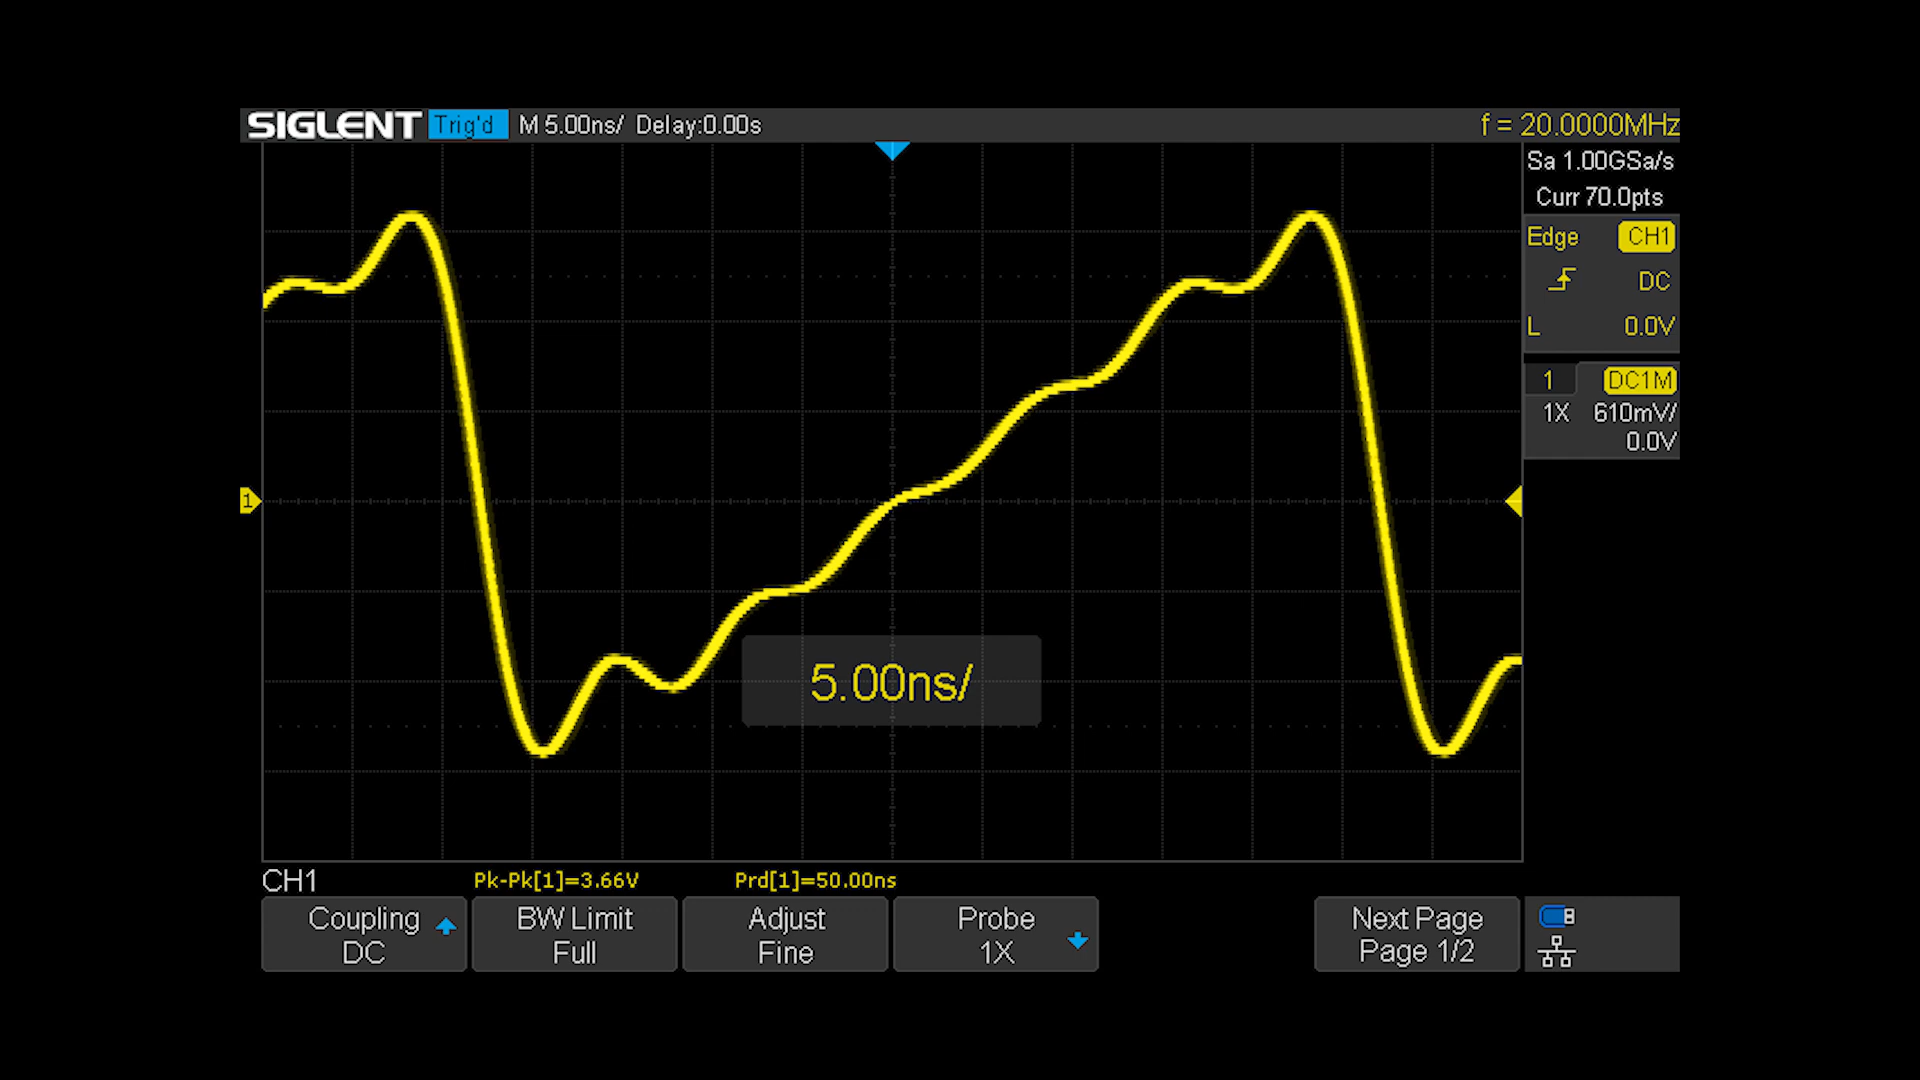 SIGLENT Trig'd M 5.00ns/ Delay:0.00s f = 20.0000MHz
Sa 1.00GSa/s
Curr 70.0pts
Edge CH1
DC
L 0.0V
1 DC1M
1X 610mV/
0.0V
1
5.00ns/
CH1 Pk-Pk[1]=3.66V Prd[1]=50.00ns
Coupling BW Limit Adjust Probe Next Page
DC Full Fine 1X Page 1/2